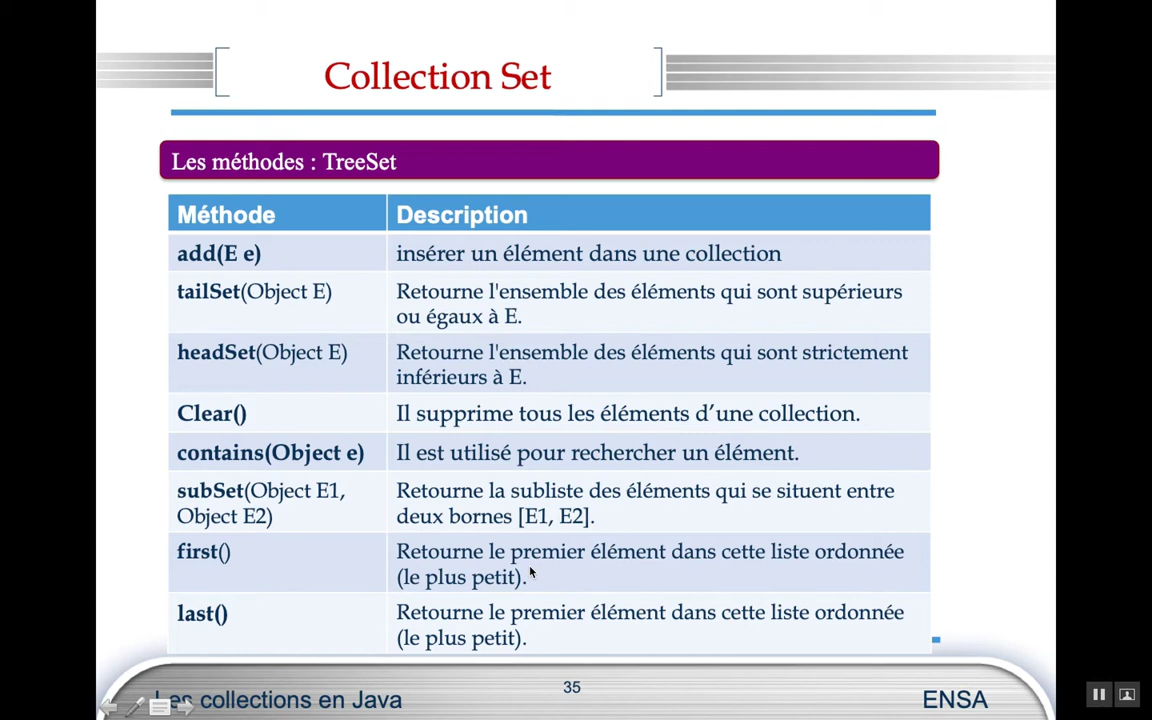 Collection Set
Les méthodes : TreeSet
Méthode
Description
add(E e)
insérer un élément dans une collection
tailSet(Object E)
Retourne l'ensemble des éléments qui sont supérieurs
ou égaux à E.
headSet(Object E)
Retourne l'ensemble des éléments qui sont strictement
inférieurs à E.
Clear()
Il supprime tous les éléments d’une collection.
contains(Object e)
Il est utilisé pour rechercher un élément.
subSet(Object E1,
Object E2)
Retourne la subliste des éléments qui se situent entre
deux bornes [E1, E2].
first()
Retourne le premier élément dans cette liste ordonnée
(le plus petit).
last()
Retourne le premier élément dans cette liste ordonnée
(le plus petit).
Les collections en Java
35
ENSA